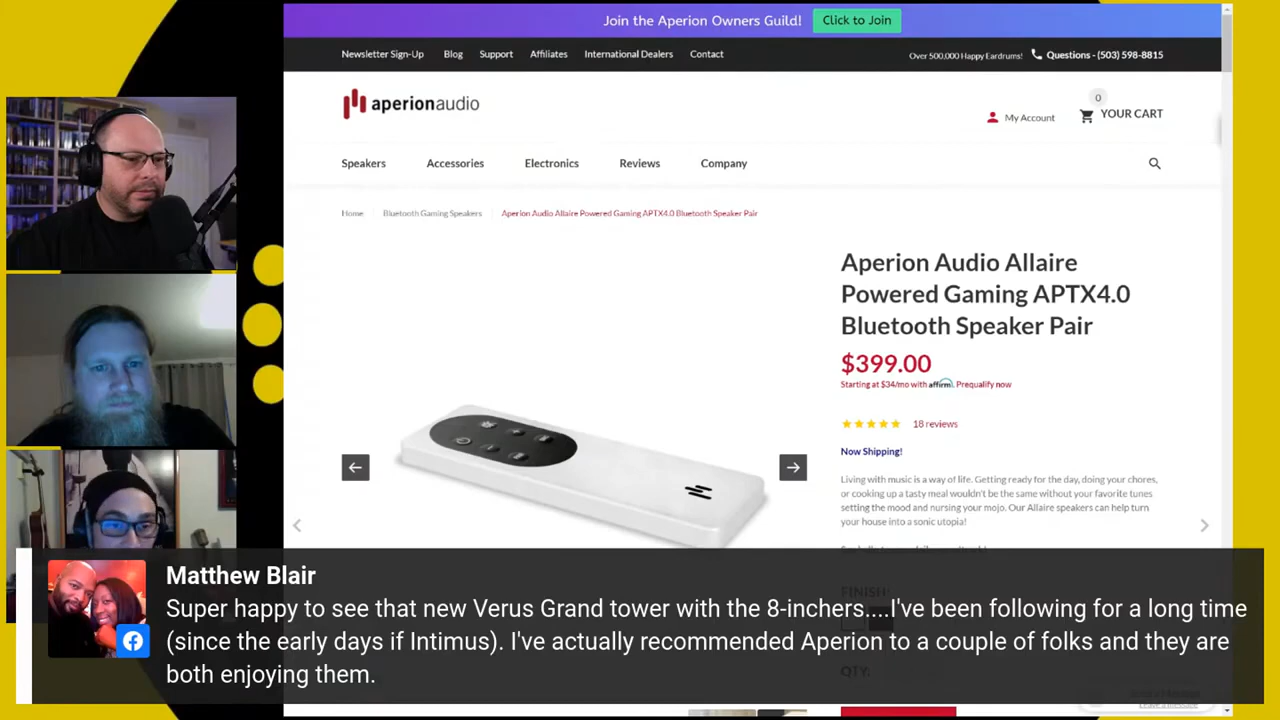 Join the Aperion Owners Guild! Click to Join
Newsletter Sign-Up Blog Support Affiliates International Dealers Contact Over 500,000 Happy Eardrums! Questions - (503) 598-8815
aperionaudio
0
My Account YOUR CART
Speakers Accessories Electronics Reviews Company
Home Bluetooth Gaming Speakers Aperion Audio Allaire Powered Gaming APTX4.0 Bluetooth Speaker Pair
Aperion Audio Allaire
Powered Gaming APTX4.0
Bluetooth Speaker Pair
$399.00
Starting at $34/mo with affirm. Prequalify now
18 reviews
Now Shipping!
Living with music is a way of life. Getting ready for the day, doing your chores,
or cooking up a tasty meal wouldn't be the same without your favorite tunes
setting the mood and nursing your mojo. Our Allaire speakers can help turn
your house into a sonic utopia!
FINISH
QTY:
Matthew Blair
Super happy to see that new Verus Grand tower with the 8-inchers....I've been following for a long time
(since the early days if Intimus). I've actually recommended Aperion to a couple of folks and they are
both enjoying them.